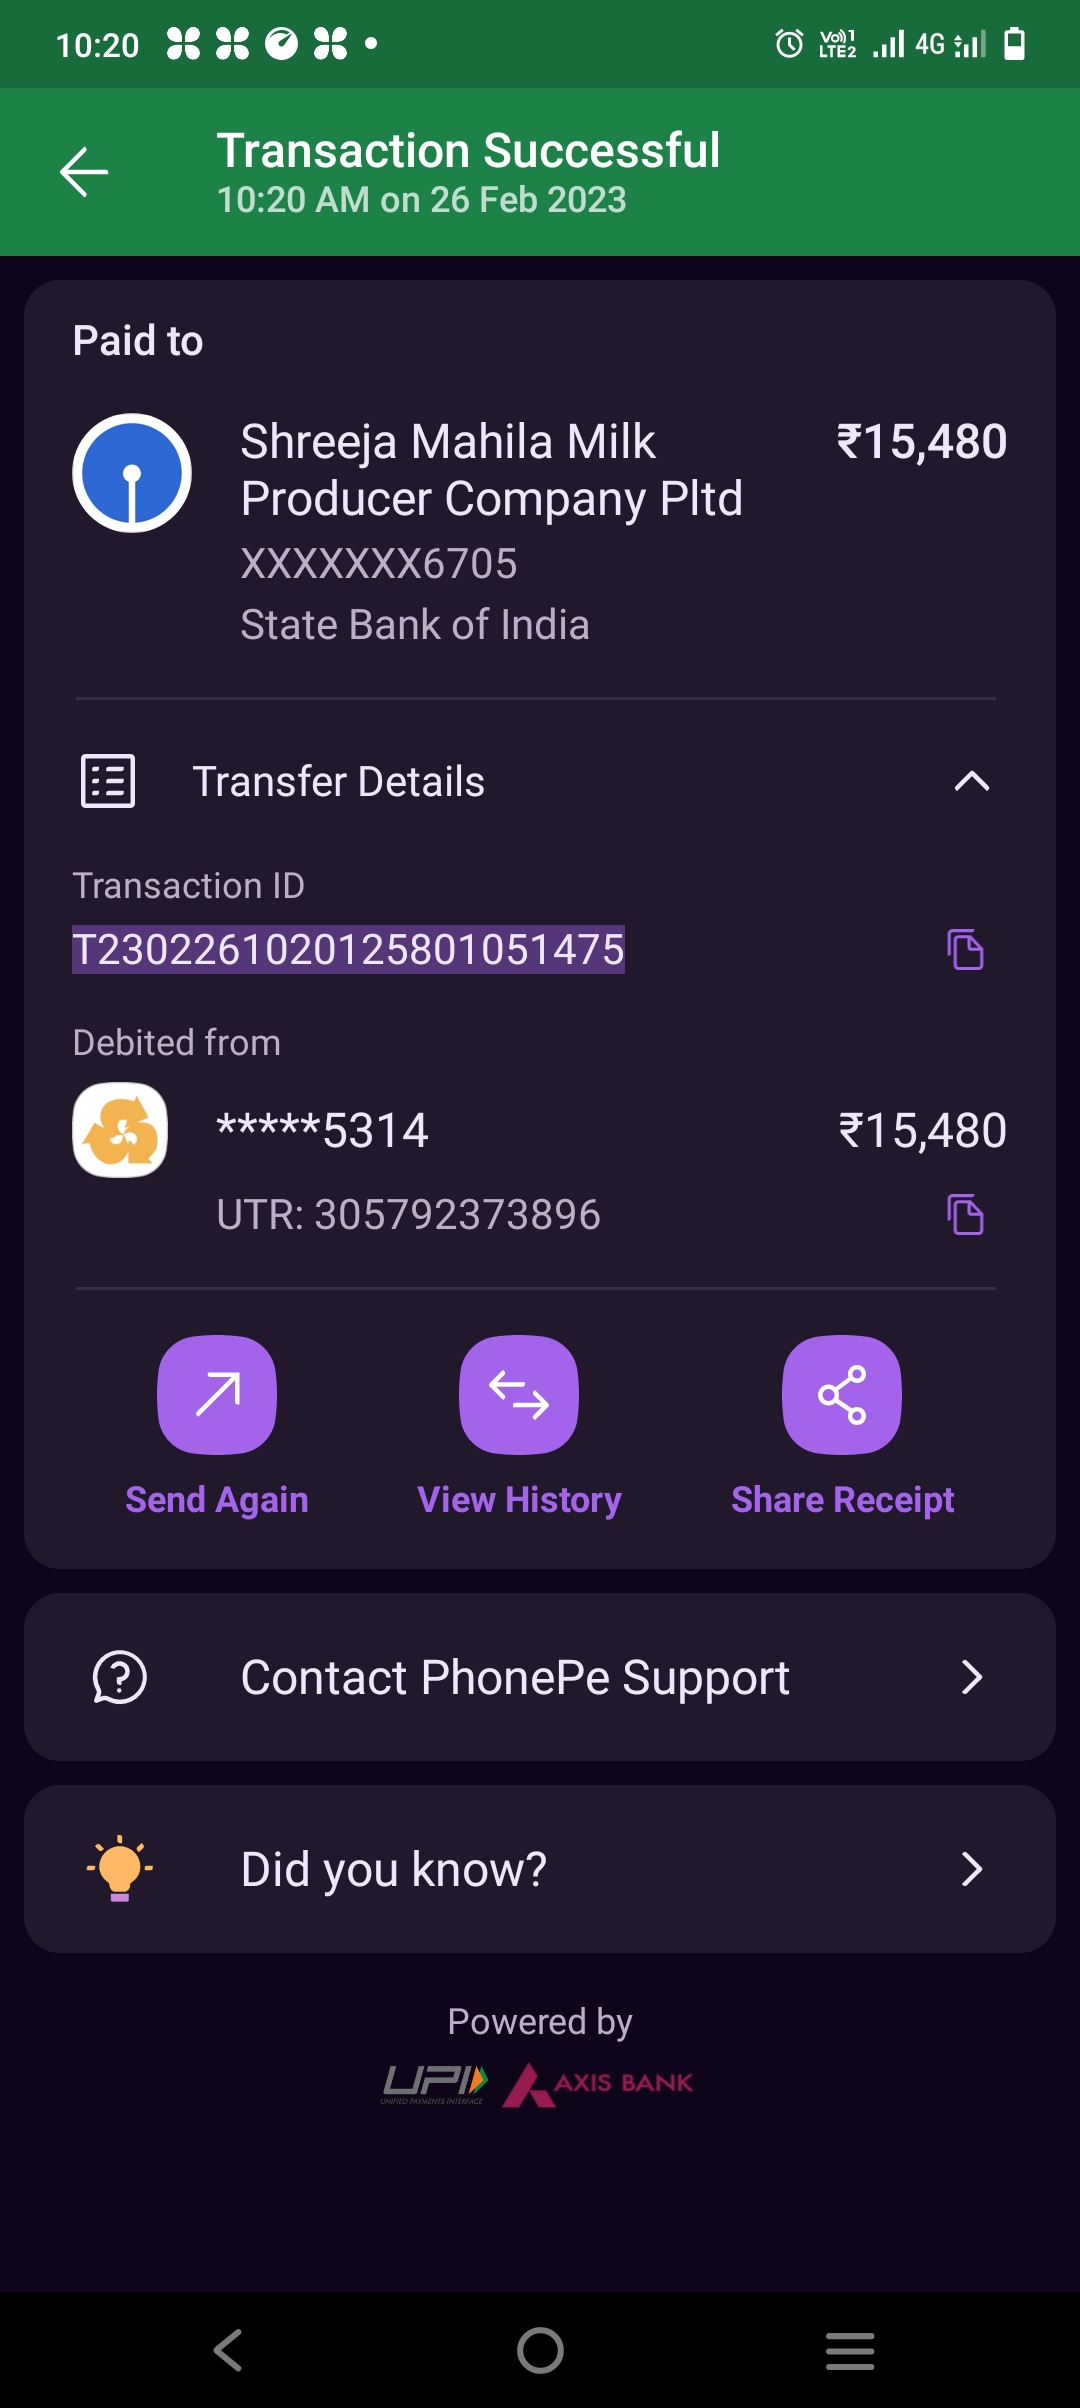 10:20
Vo)) 1
LTE2
4G
Transaction Successful
10:20 AM on 26 Feb 2023
Paid to
Shreeja Mahila Milk
Producer Company Pltd
₹15,480
XXXXXXX6705
State Bank of India
Transfer Details
Transaction ID
T2302261020125801051475
Debited from
*****5314
₹15,480
UTR: 305792373896
Send Again
View History
Share Receipt
Contact PhonePe Support
Did you know?
Powered by
UPI
UNIFIED PAYMENTS INTERFACE
AXIS BANK